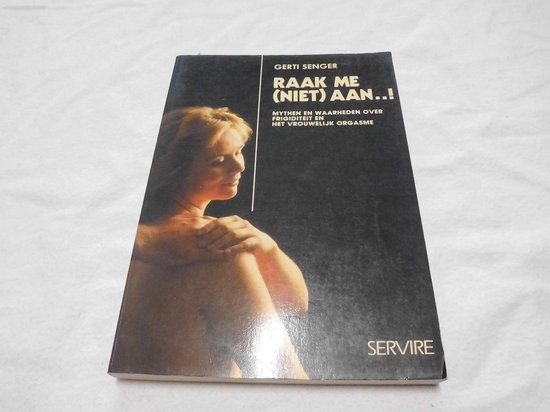 GERTI SENGER
RAAK ME
(NIET) AAN..!
MYTHEN EN WAARHEDEN OVER
FRIGIDITEIT EN
HET VROUWELIJK ORGASME
SERVIRE